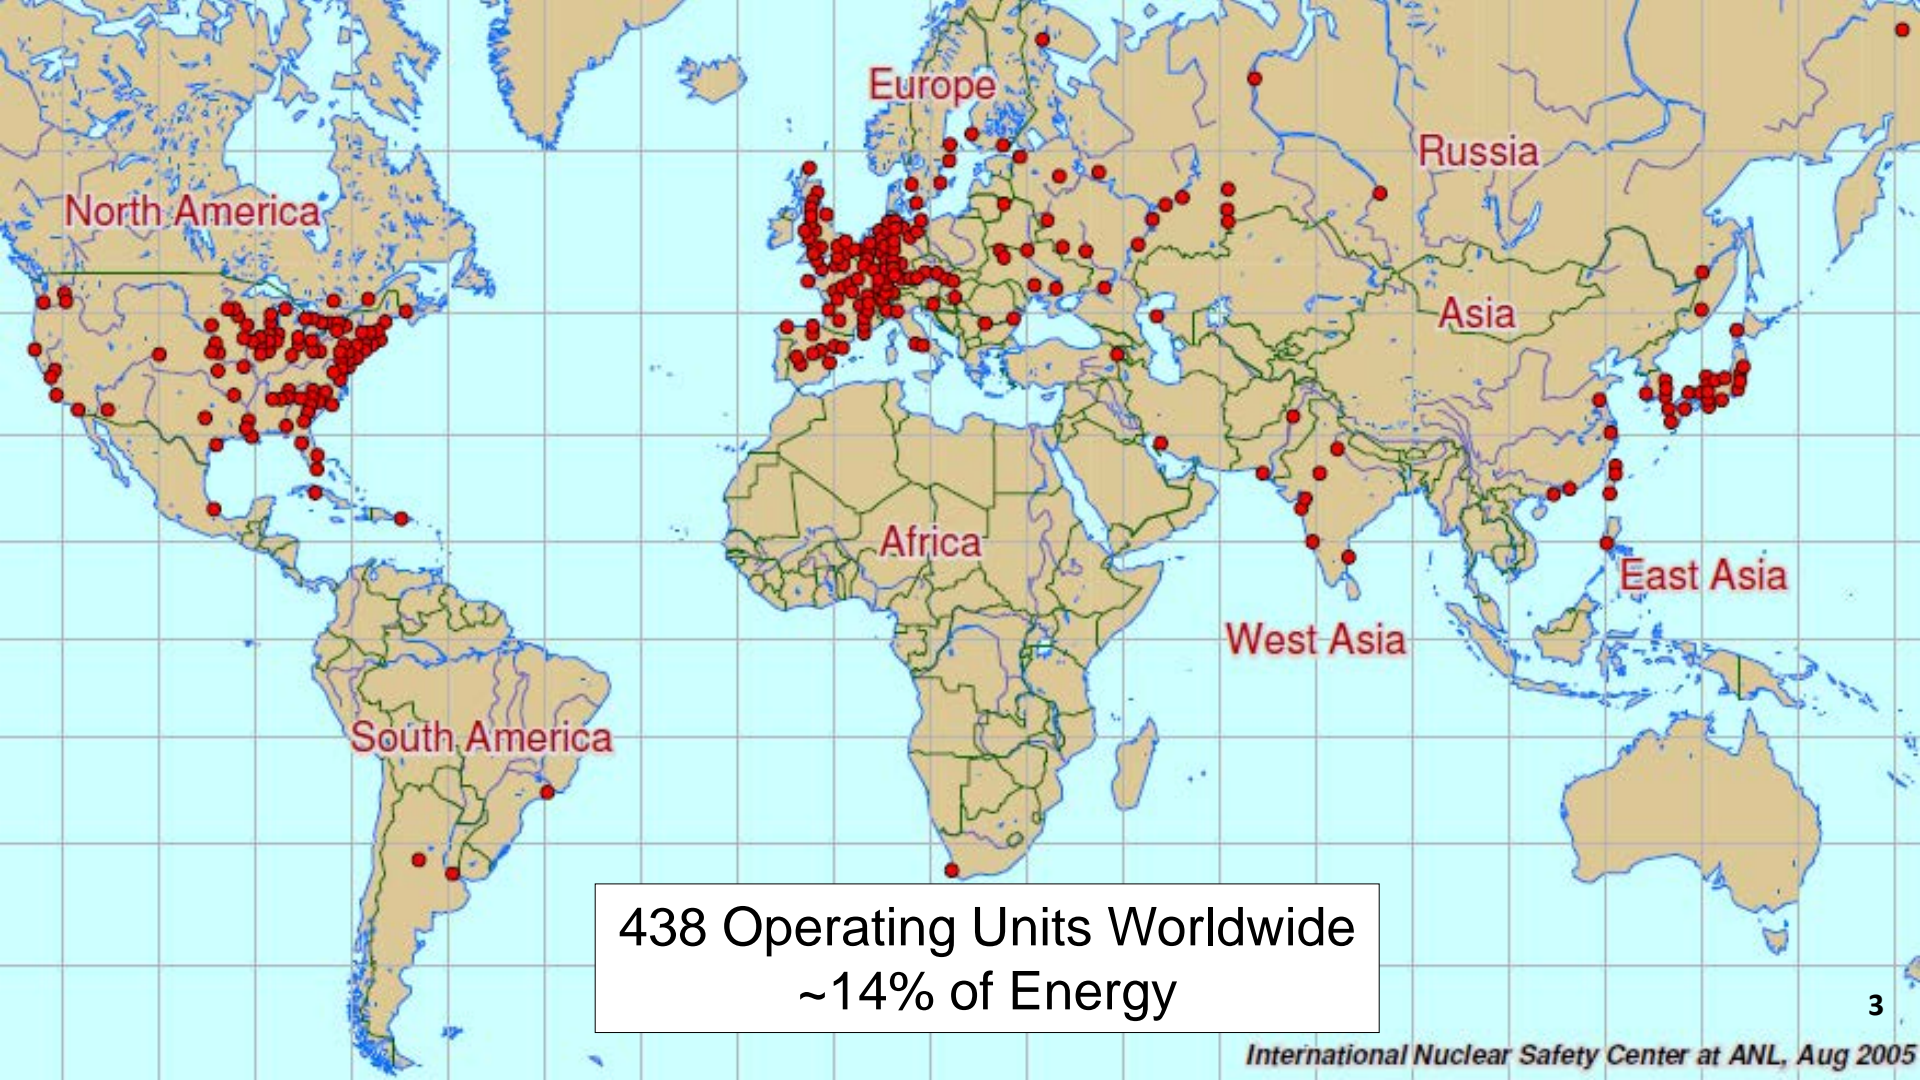 Europe
Russia
North America
Asia
Africa
East Asia
West Asia
South America
438 Operating Units Worldwide
~14% of Energy
3
International Nuclear Safety Center at ANL, Aug 2005